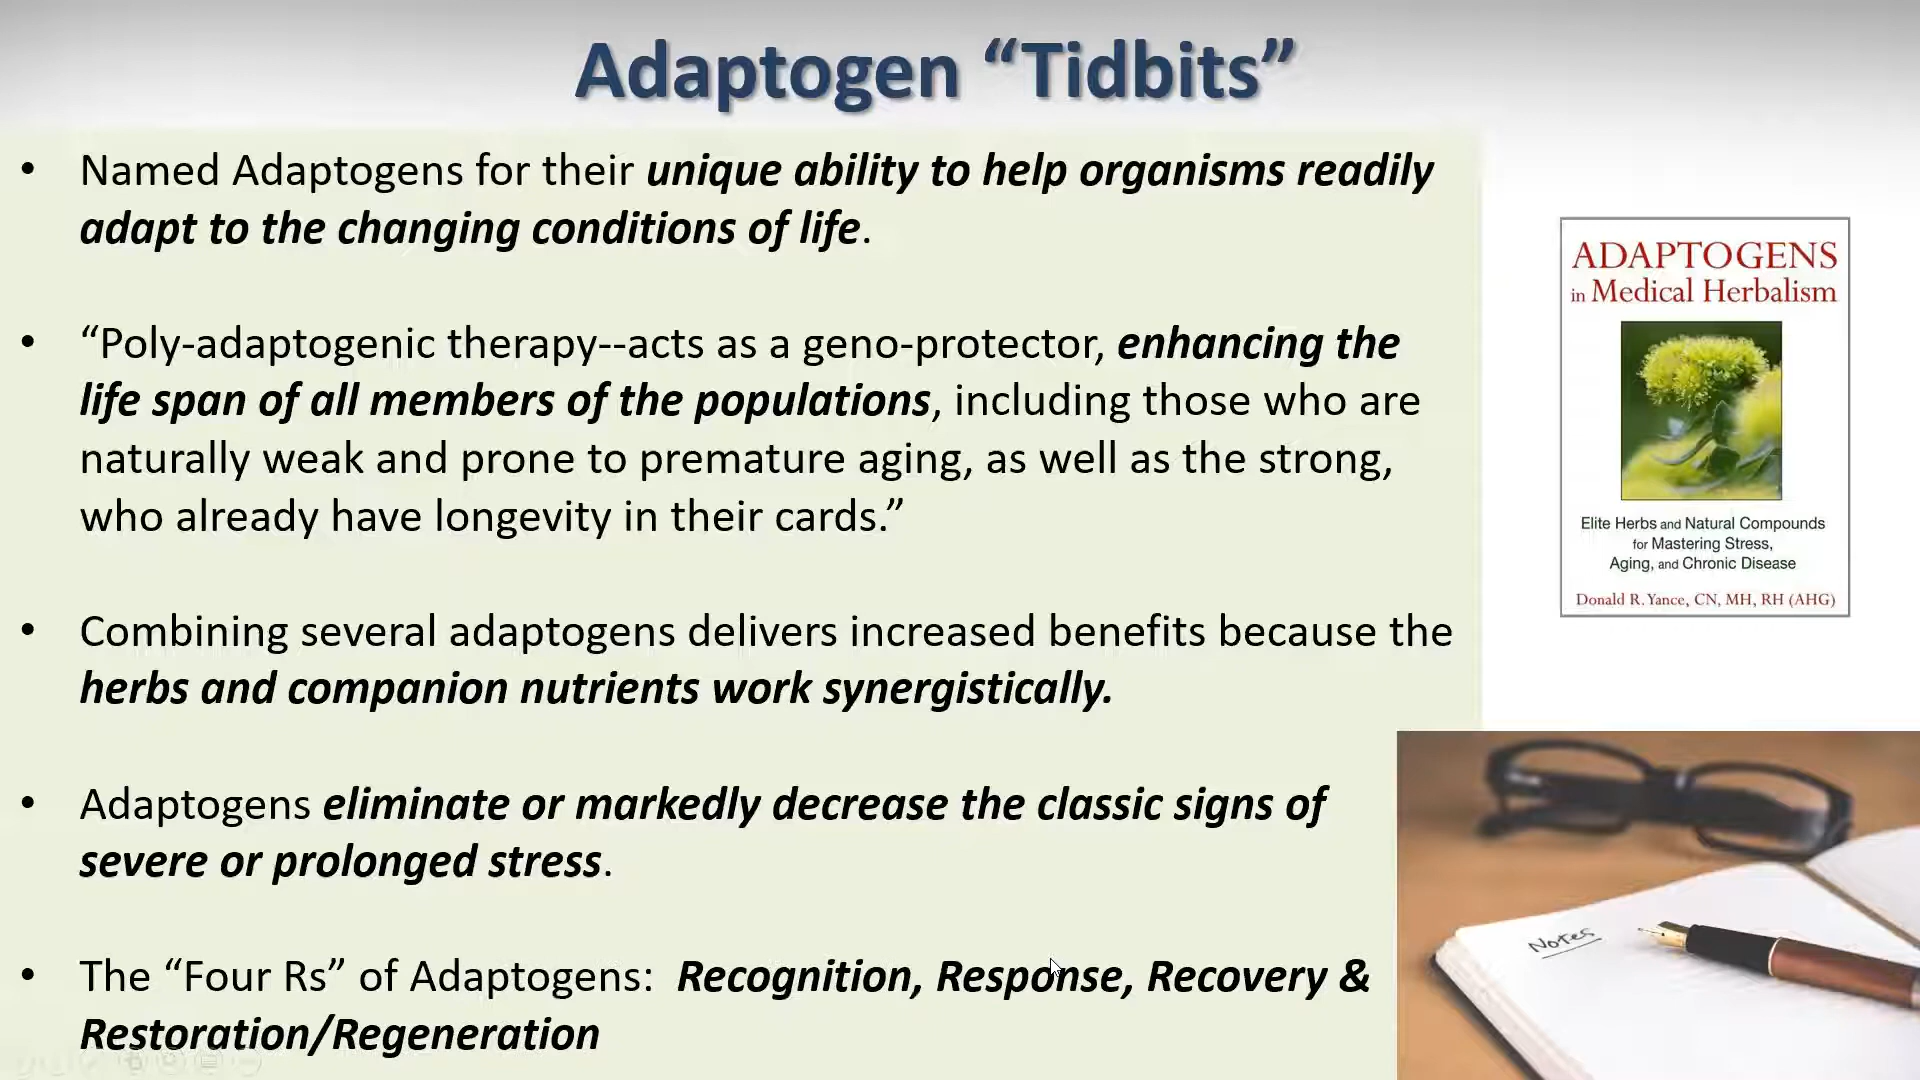 Adaptogen “Tidbits”
• Named Adaptogens for their unique ability to help organisms readily
adapt to the changing conditions of life.
• “Poly-adaptogenic therapy--acts as a geno-protector, enhancing the
life span of all members of the populations, including those who are
naturally weak and prone to premature aging, as well as the strong,
who already have longevity in their cards.”
• Combining several adaptogens delivers increased benefits because the
herbs and companion nutrients work synergistically.
• Adaptogens eliminate or markedly decrease the classic signs of
severe or prolonged stress.
• The “Four Rs” of Adaptogens: Recognition, Response, Recovery &
Restoration/Regeneration
ADAPTOGENS
in Medical Herbalism
Elite Herbs and Natural Compounds
for Mastering Stress,
Aging, and Chronic Disease
Donald R. Yance, CN, MH, RH (AHG)
Notes